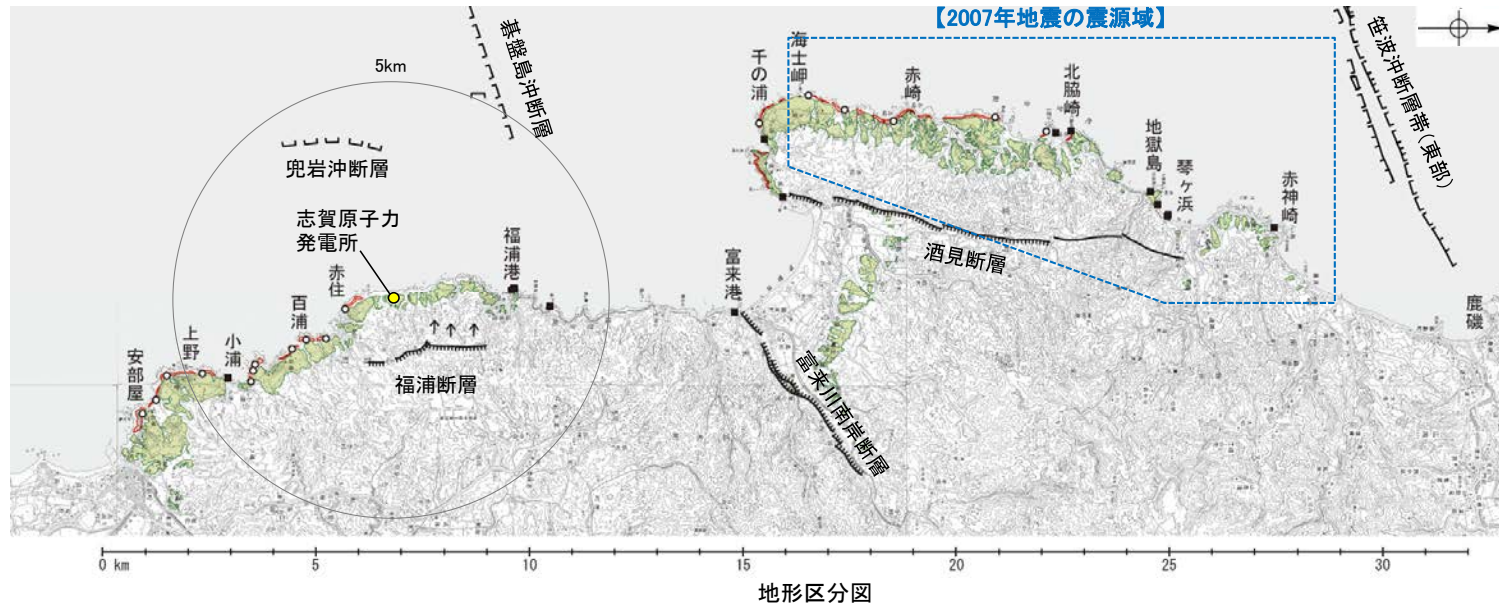 【2007年地震の震源域】
碁盤島沖断層
笹波沖断層帯(東部)
5km
兜岩沖断層
志賀原子力
発電所
千の浦
海士岬
赤崎
北脇崎
地獄島
琴ヶ浜
赤神崎
鹿磯
酒見断層
富来港
福浦港
赤住
百浦
小浦
上野
安部屋
福浦断層
富来川南岸断層
0 km
5
10
15
20
25
30
地形区分図